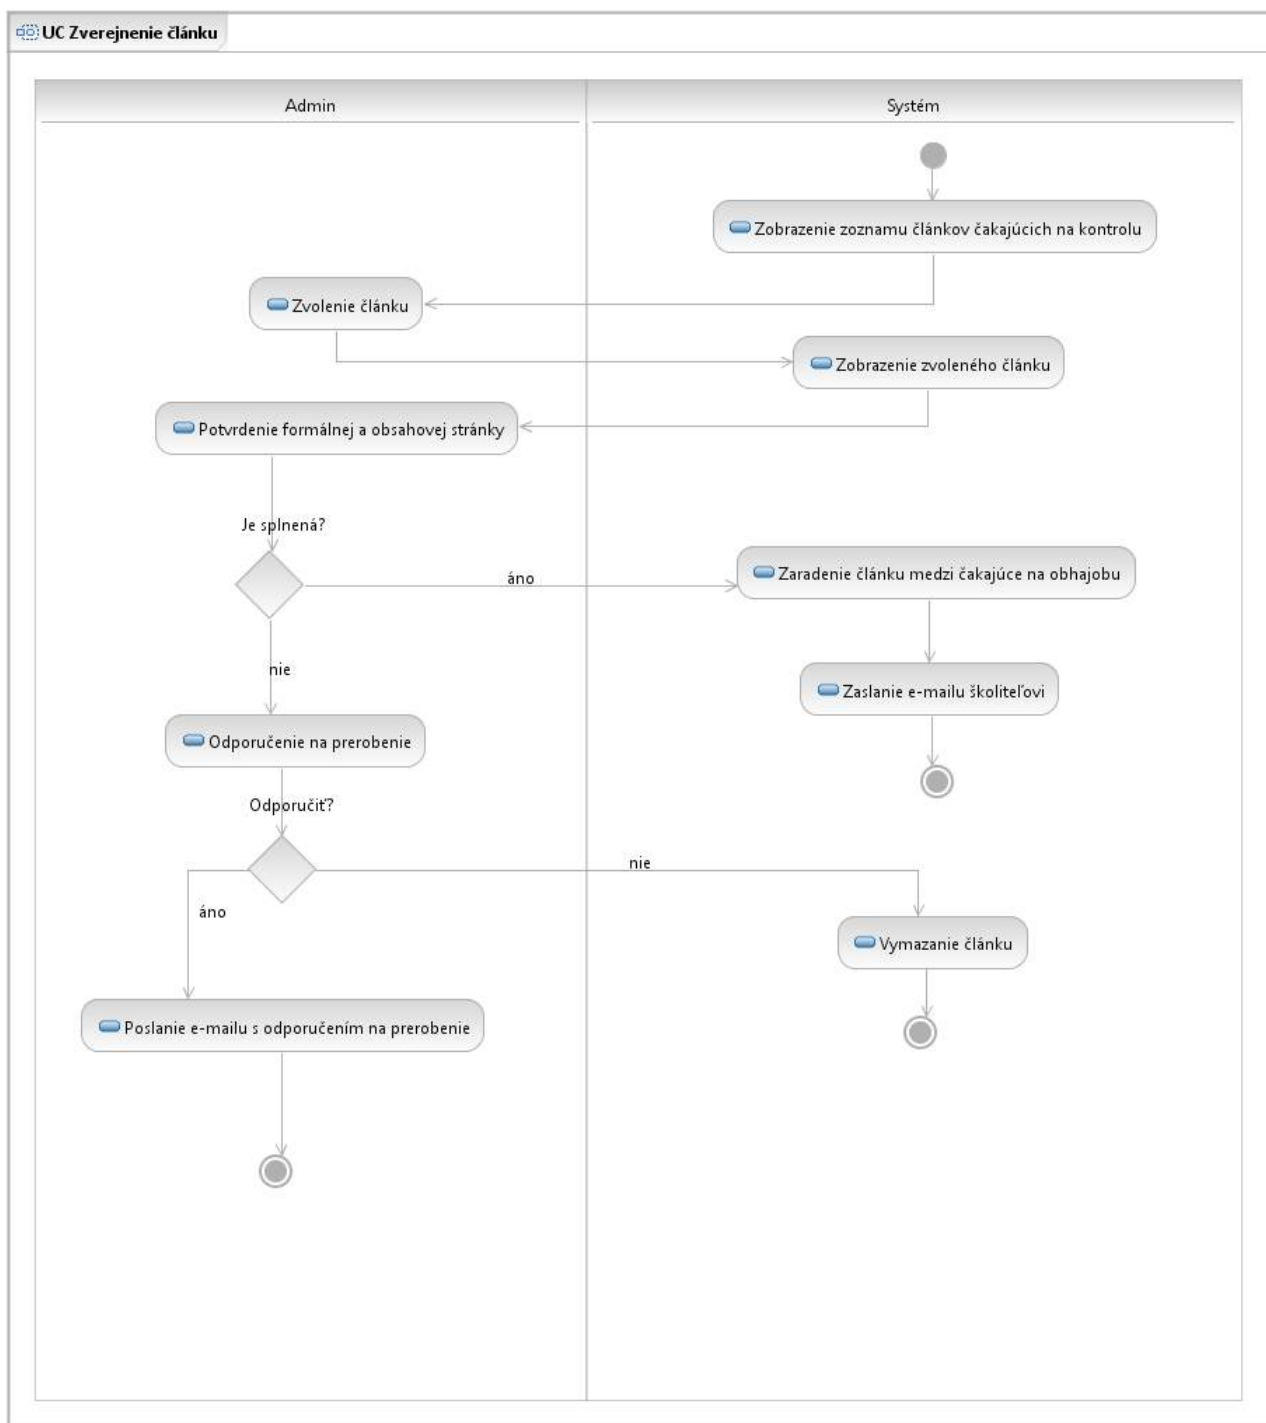 UC Zverejnenie článku
Admin
Systém
Zobrazenie zoznamu článkov čakajúcich na kontrolu
Zvolenie článku
Zobrazenie zvoleného článku
Potvrdenie formálnej a obsahovej stránky
Je splnená?
áno
Zaradenie článku medzi čakajúce na obhajobu
nie
Zaslanie e-mailu školiteľovi
Odporučenie na prerobenie
Odporučiť?
nie
áno
Vymazanie článku
Poslanie e-mailu s odporučením na prerobenie